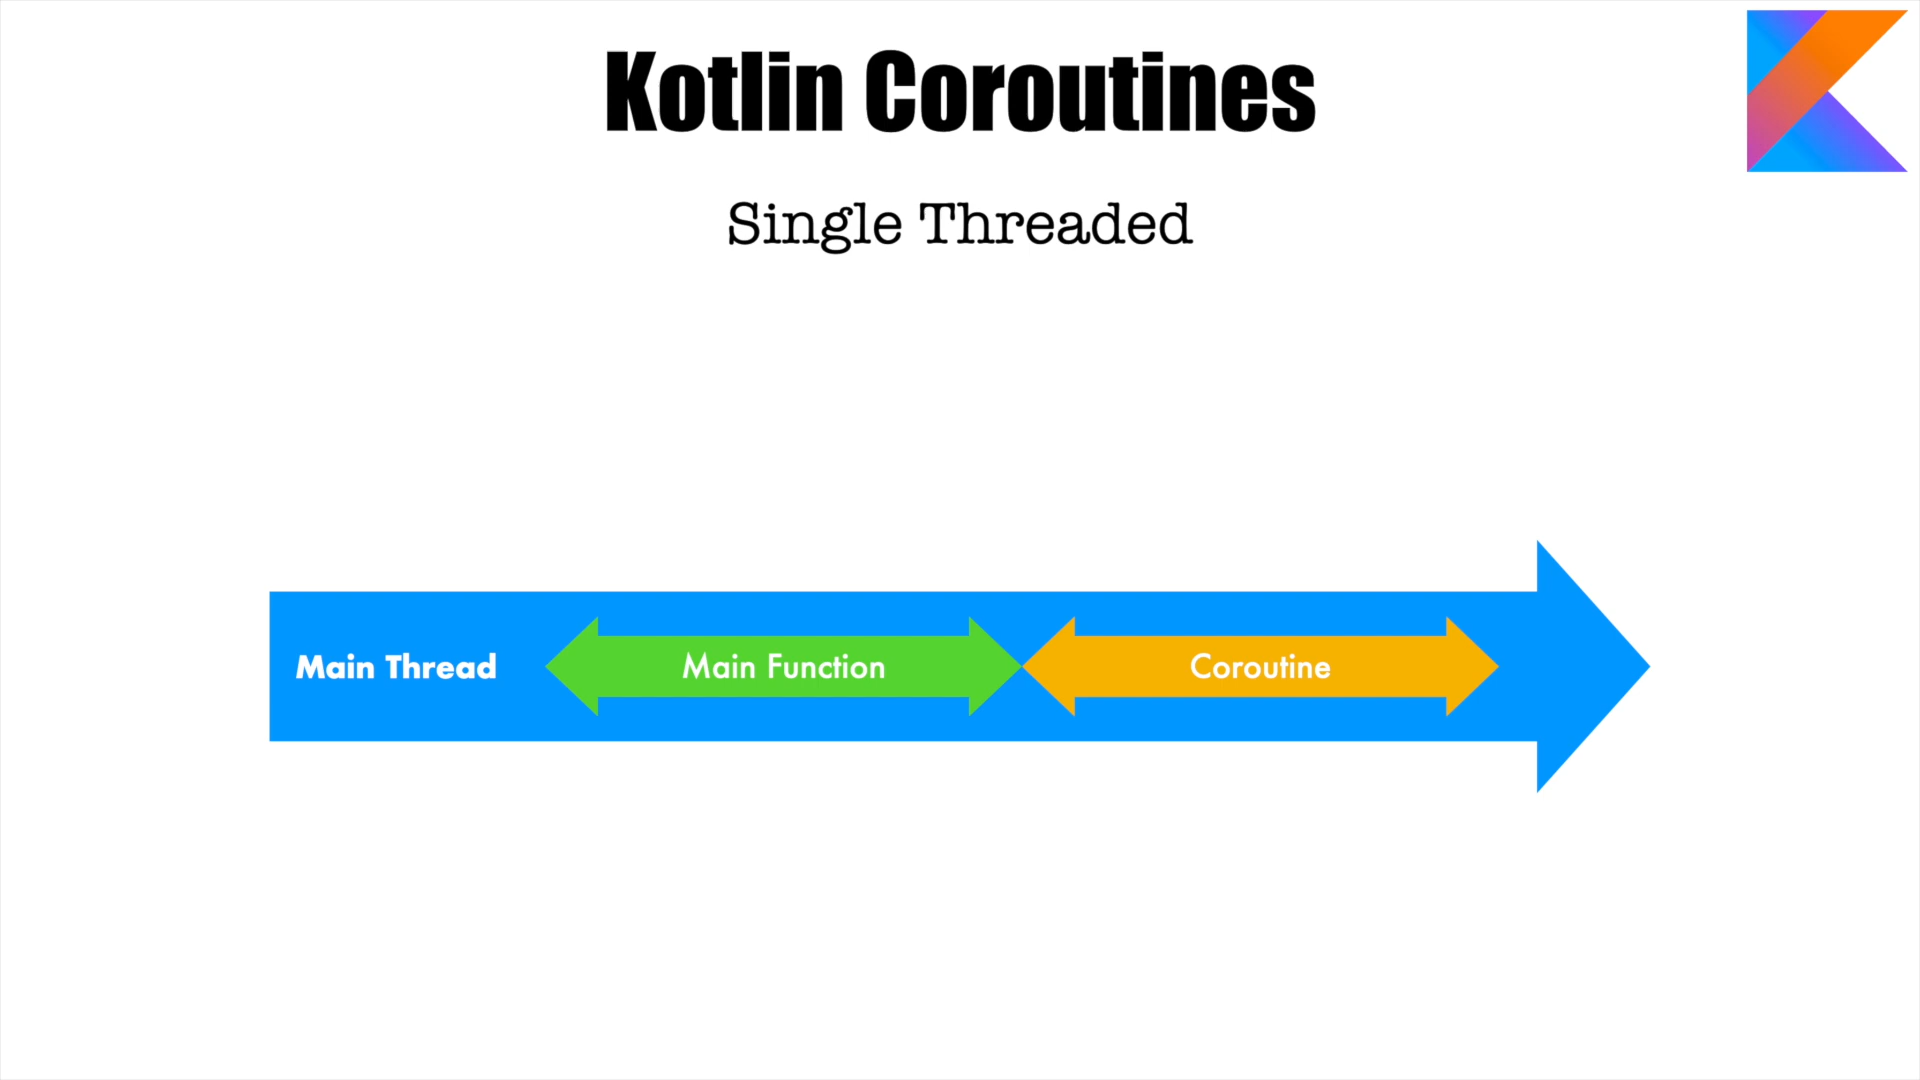 Kotlin Coroutines
Single Threaded
Main Thread
Main Function
Coroutine